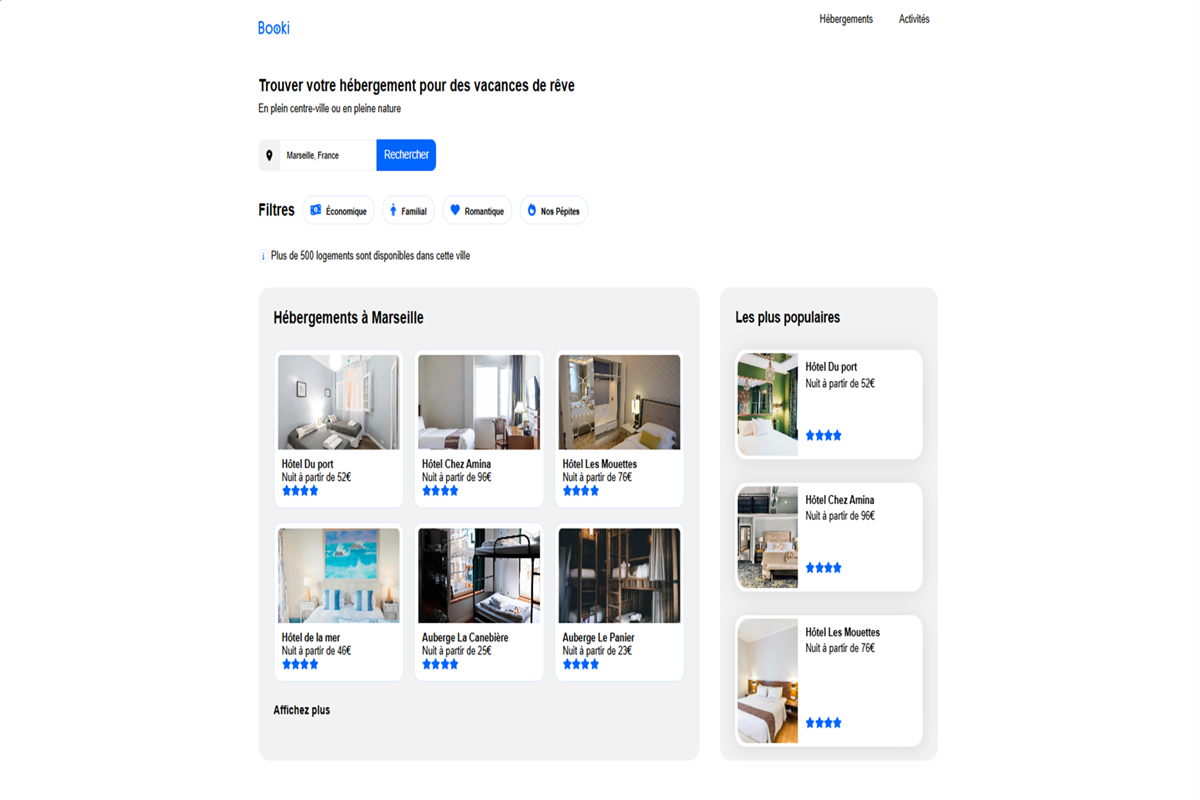 Booki
Hébergements
Activités
Trouver votre hébergement pour des vacances de rêve
En plein centre-ville ou en pleine nature
Marseille, France
Rechercher
Filtres
Économique
Familial
Romantique
Nos Pépites
i Plus de 500 logements sont disponibles dans cette ville
Hébergements à Marseille
Hôtel Du port
Nuit à partir de 52€
Hôtel Chez Amina
Nuit à partir de 96€
Hôtel Les Mouettes
Nuit à partir de 76€
Hôtel de la mer
Nuit à partir de 46€
Auberge La Canebière
Nuit à partir de 25€
Auberge Le Panier
Nuit à partir de 23€
Affichez plus
Les plus populaires
Hôtel Du port
Nuit à partir de 52€
Hôtel Chez Amina
Nuit à partir de 96€
Hôtel Les Mouettes
Nuit à partir de 76€